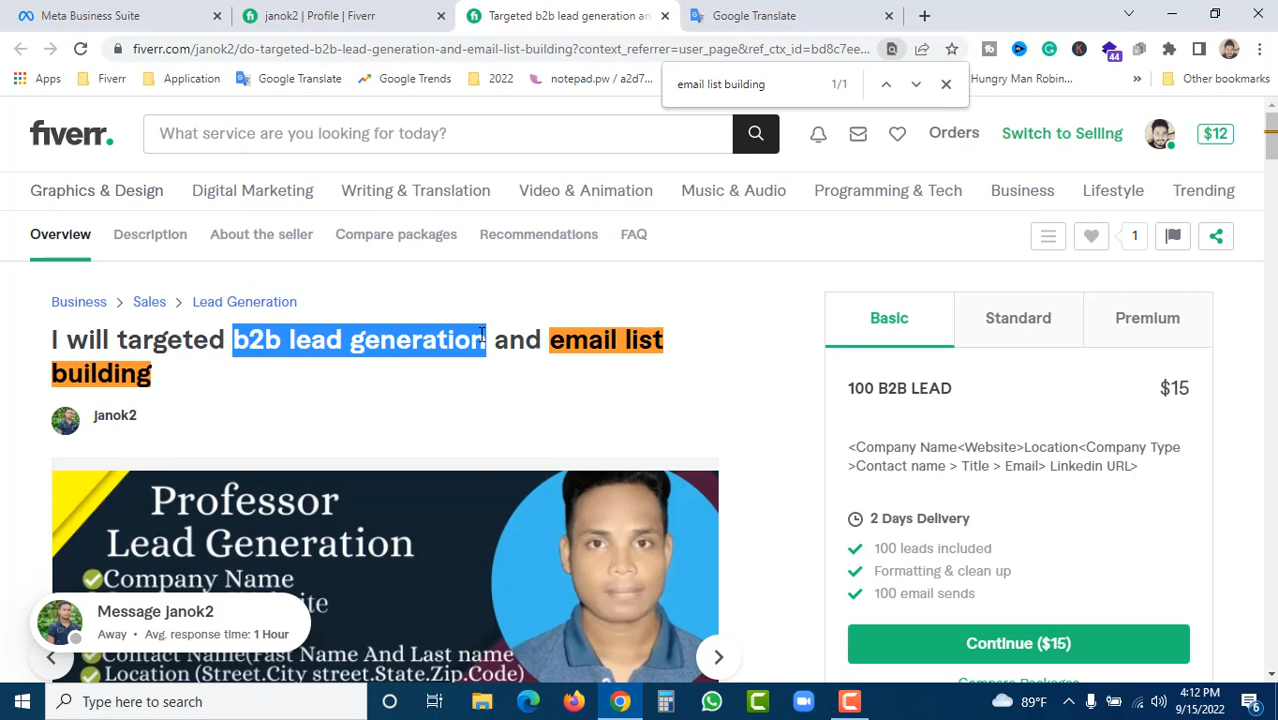 Meta Business Suite
janok2 | Profile | Fiverr
Targeted b2b lead generation an
Google Translate
fiverr.com/janok2/do-targeted-b2b-lead-generation-and-email-list-building?context_referrer=user_page&ref_ctx_id=bd8c7ee...
44
Apps
Fiverr
Application
Google Translate
Google Trends
2022
notepad.pw / a2d7...
Hungry Man Robin...
»
Other bookmarks
email list building
1/1
fiverr.
What service are you looking for today?
Orders
Switch to Selling
$12
Graphics & Design
Digital Marketing
Writing & Translation
Video & Animation
Music & Audio
Programming & Tech
Business
Lifestyle
Trending
Overview
Description
About the seller
Compare packages
Recommendations
FAQ
1
Business > Sales > Lead Generation
I will targeted b2b lead generation and email list
building
janok2
Basic
Standard
Premium
100 B2B LEAD
$15
<Company Name<Website>Location<Company Type
>Contact name > Title > Email> Linkedin URL>
2 Days Delivery
100 leads included
Formatting & clean up
100 email sends
Continue ($15)
Compare Packages
Professor
Lead Generation
Company Name
Contact Name(Fast Name And Last name
Location (Street.City street.State.Zip.Code)
Message Janok2
Away • Avg. response time: 1 Hour
Type here to search
89°F
4:12 PM
9/15/2022
6